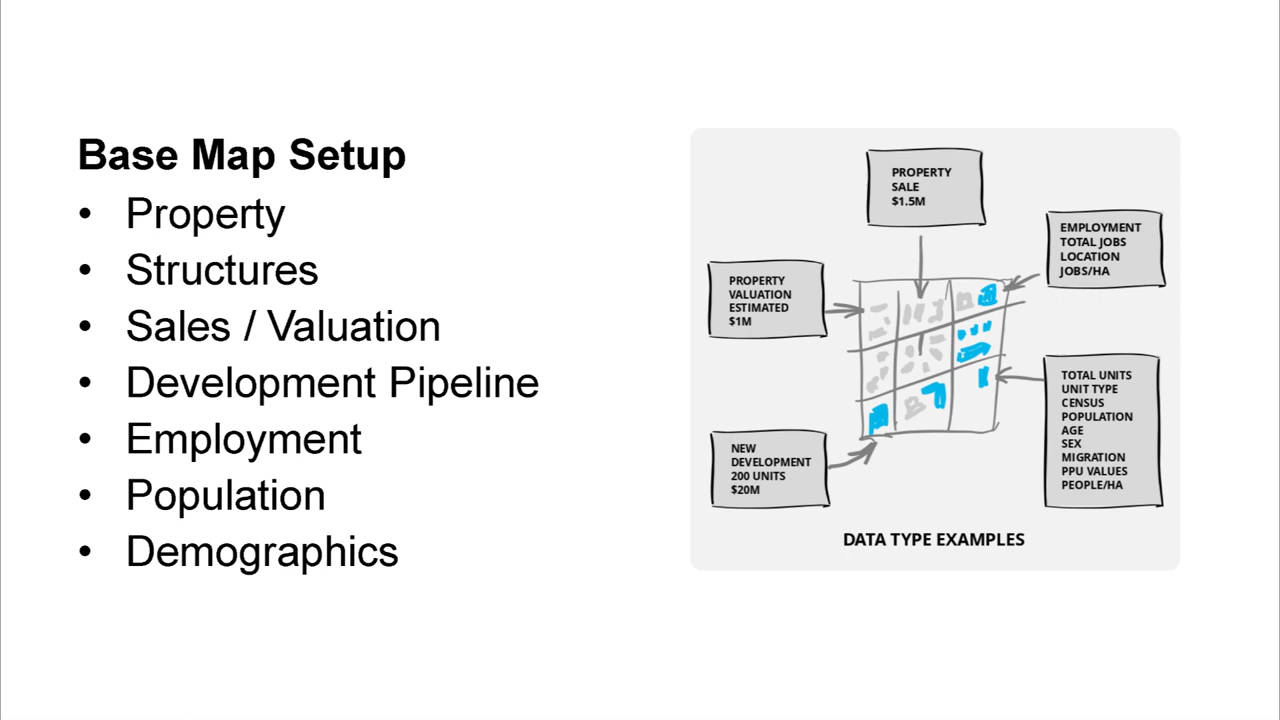 Base Map Setup
• Property
• Structures
• Sales / Valuation
• Development Pipeline
• Employment
• Population
• Demographics
PROPERTY
SALE
$1.5M
EMPLOYMENT
TOTAL JOBS
LOCATION
JOBS/HA
PROPERTY
VALUATION
ESTIMATED
$1M
TOTAL UNITS
UNIT TYPE
CENSUS
POPULATION
AGE
SEX
MIGRATION
PPU VALUES
PEOPLE/HA
NEW
DEVELOPMENT
200 UNITS
$20M
DATA TYPE EXAMPLES